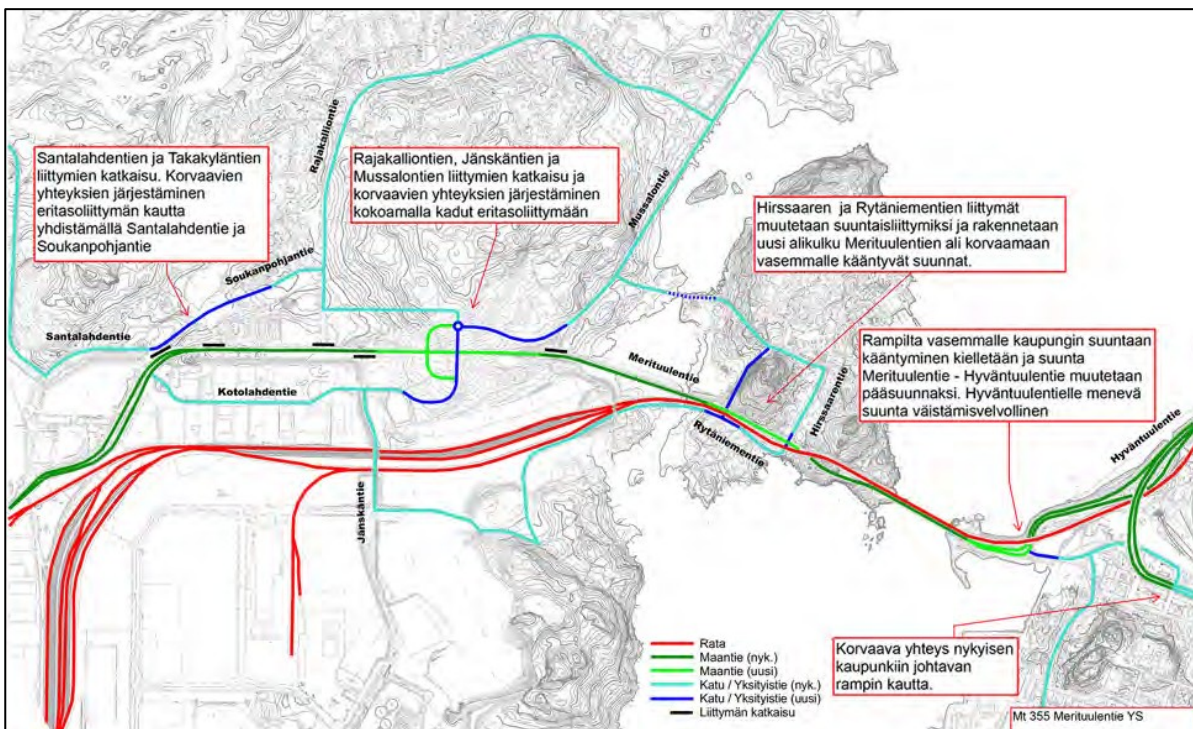 Santalahdentien ja Takakyläntien
liittymien katkaisu. Korvaavien
yhteyksien järjestäminen
eritasoliittymän kautta
yhdistämällä Santalahdentie ja
Soukanpohjantie
Rajakalliontie
Rajakalliontien, Jänskäntien ja
Mussalontien liittymien katkaisu ja
korvaavien yhteyksien järjestäminen
kokoamalla kadut eritasoliittymään
Mussalontie
Hirssaaren ja Rytäniementien liittymät
muutetaan suuntaisliittymiksi ja rakennetaan
uusi alikulku Merituulentien ali korvaamaan
vasemmalle kääntyvät suunnat.
Soukanpohjantie
Santalahdentie
Kotolahdentie
Merituulentie
Rytäniementie
Hirssaarentie
Rampilta vasemmalle kaupungin suuntaan
kääntyminen kielletään ja suunta
Merituulentie - Hyväntuulentie muutetaan
pääsuunnaksi. Hyväntuulentielle menevä
suunta väistämisvelvollinen
Hyväntuulentie
Jänskäntie
Rata
Maantie (nyk.)
Maantie (uusi)
Katu / Yksityistie (nyk.)
Katu / Yksityistie (uusi)
Liittymän katkaisu
Korvaava yhteys nykyisen
kaupunkiin johtavan
rampin kautta.
Mt 355 Merituulentie YS